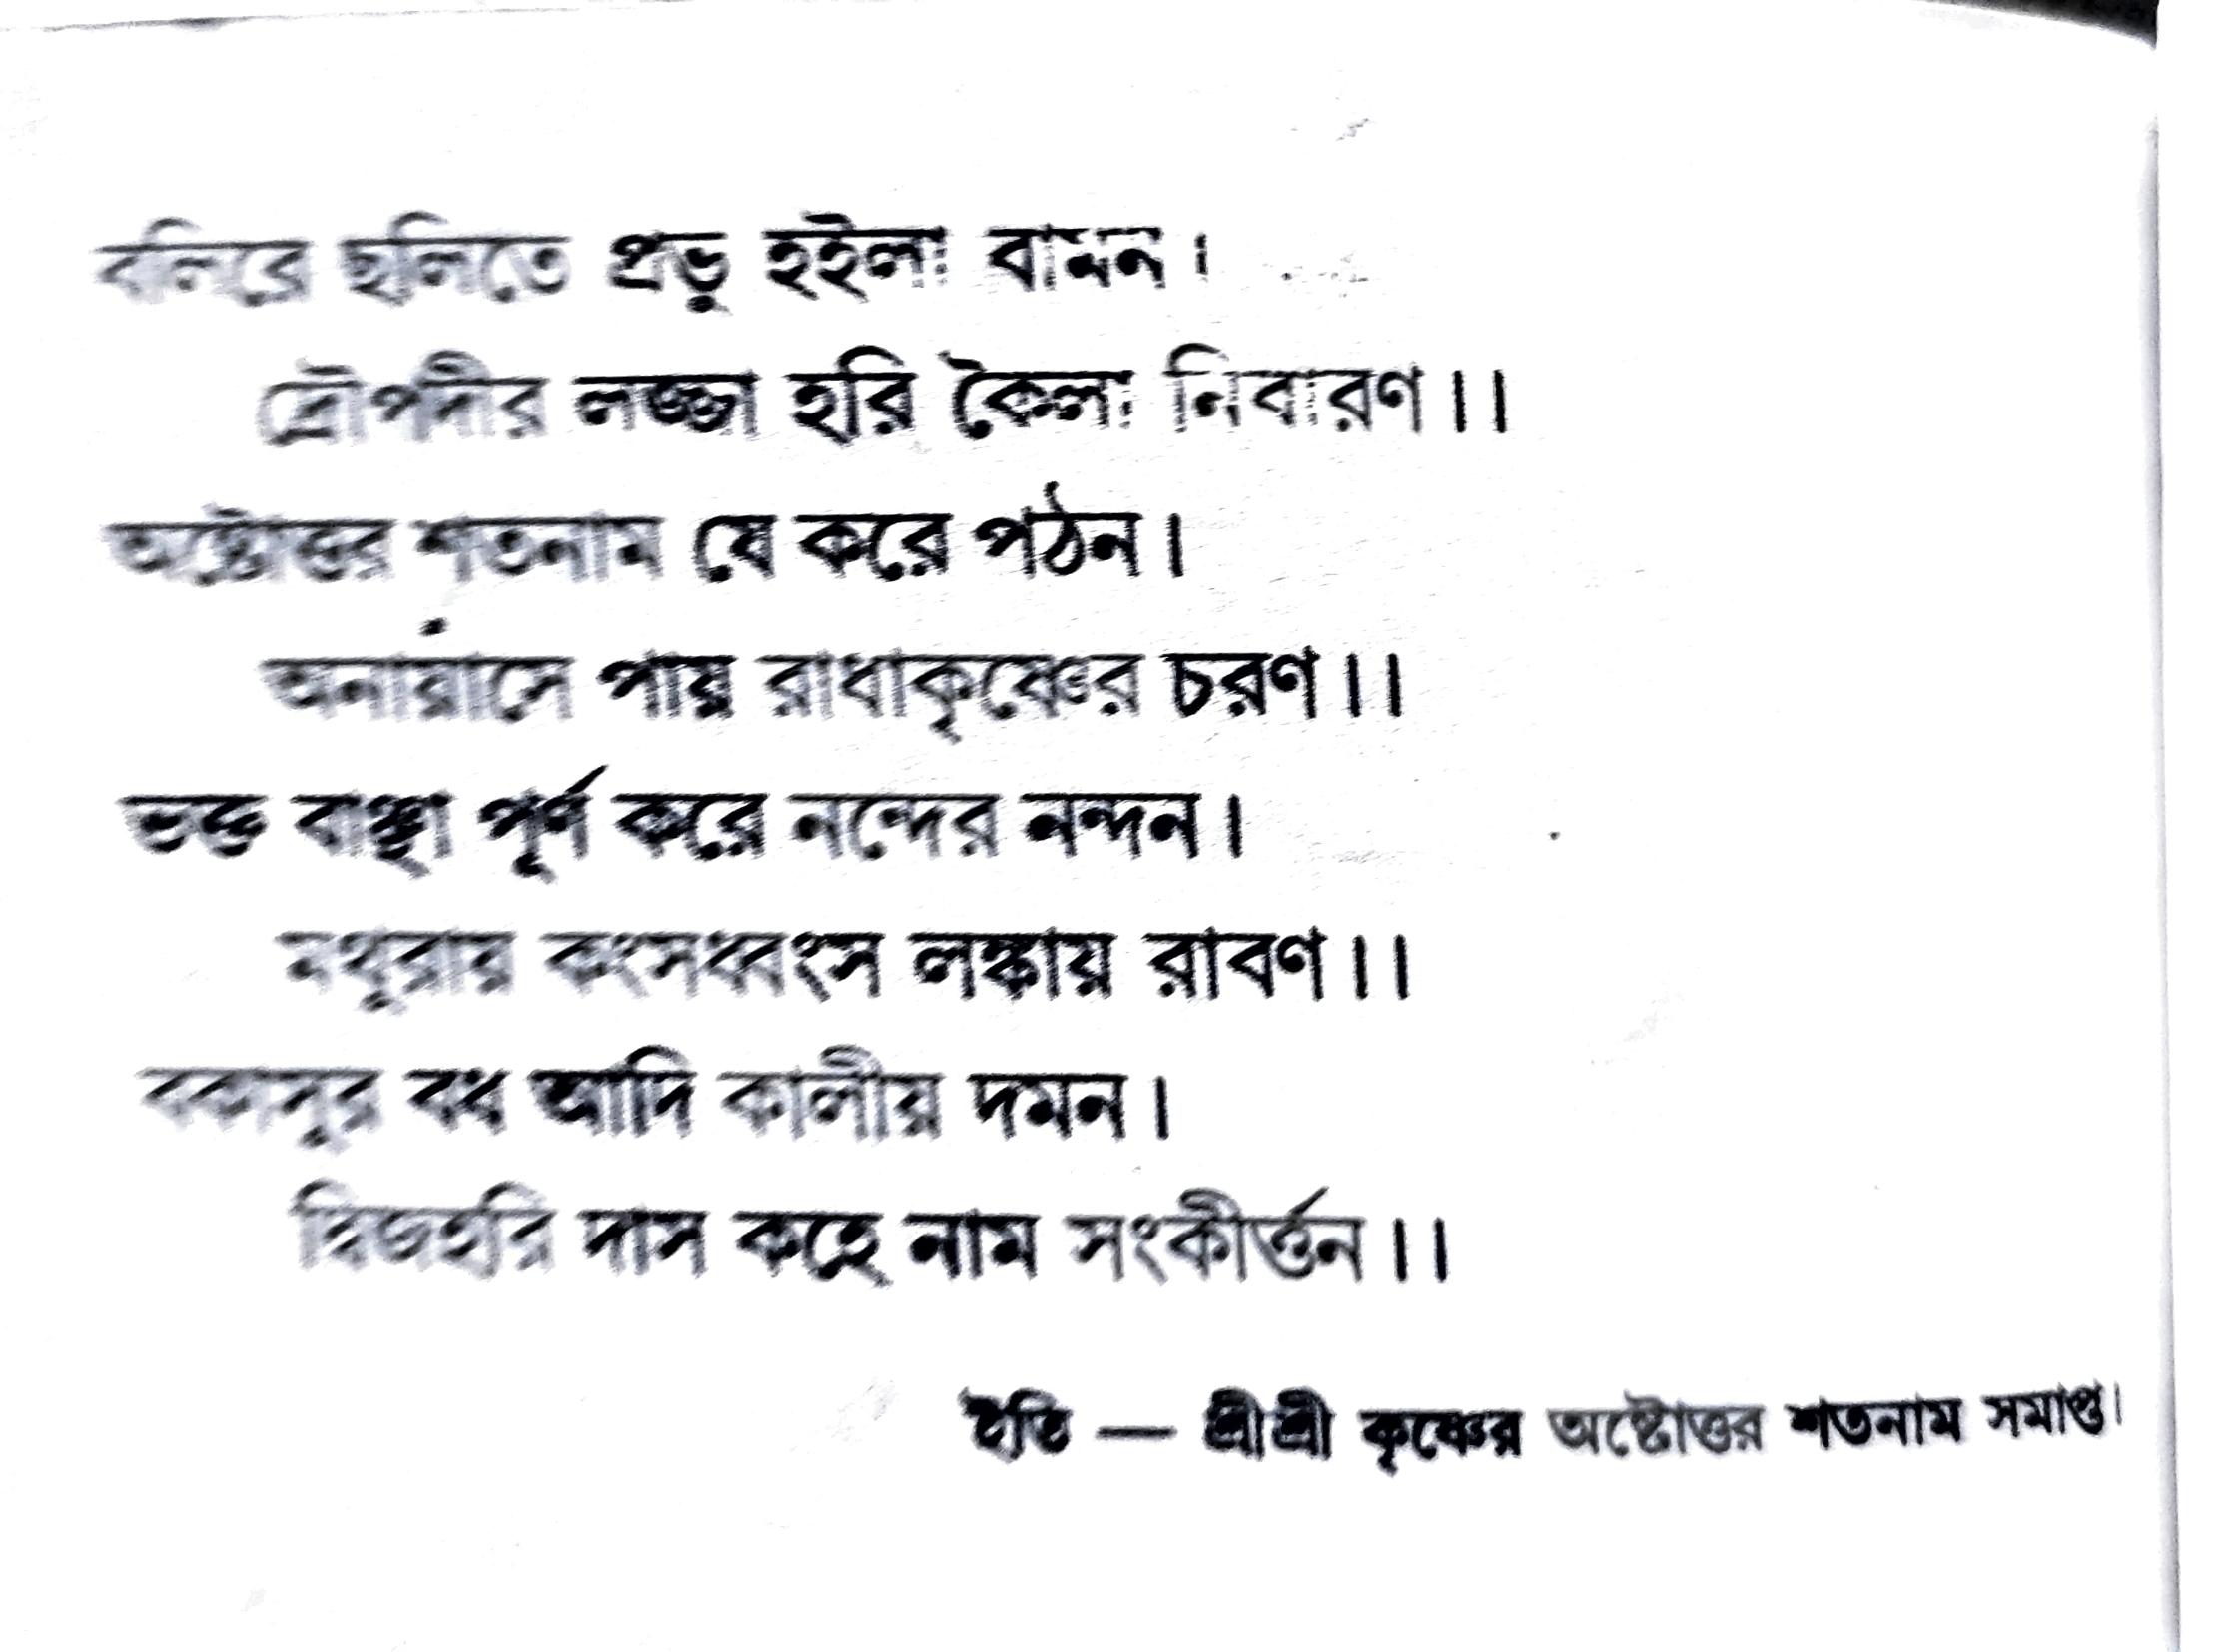 বলিরে ছলিতে প্রভু হইলা বামন।
দ্রৌপদীর লজ্জা হরি কৈলা নিবারণ।।
অষ্টোত্তর শতনাম যে করে পঠন।
অনায়াসে পায় রাধাকৃষ্ণের চরণ।।
ভক্ত বাঞ্ছা পূর্ণ করে নন্দের নন্দন।
মথুরায় কংসধ্বংস লঙ্কায় রাবণ।।
বকাসুর বধ আদি কালীয় দমন।
দ্বিজহরি দাস কহে নাম সংকীর্ত্তন।।
ইতি — শ্রীশ্রী কৃষ্ণের অষ্টোত্তর শতনাম সমাপ্ত।